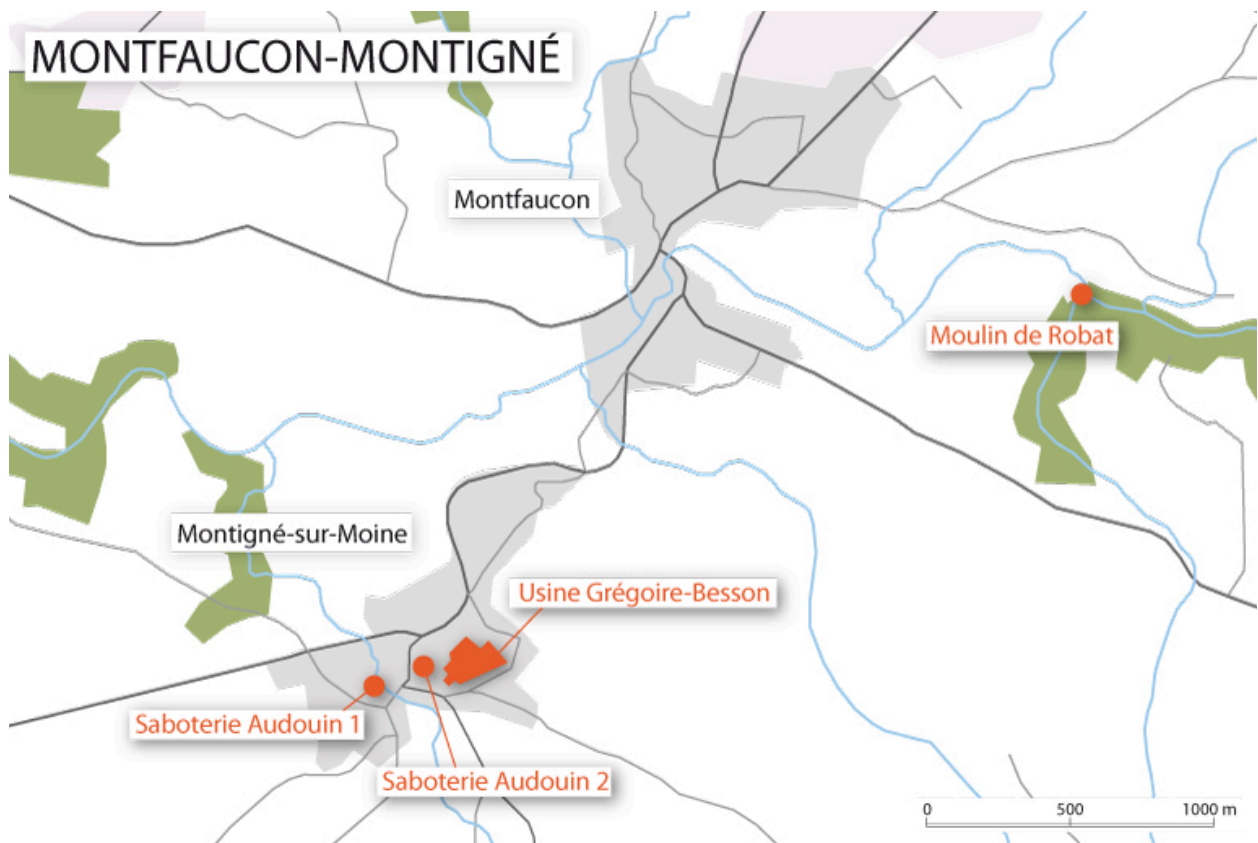 MONTFAUCON-MONTIGNÉ
Montfaucon
Moulin de Robat
Montigné-sur-Moine
Usine Grégoire-Besson
Saboterie Audouin 1
Saboterie Audouin 2
0 500 1000 m